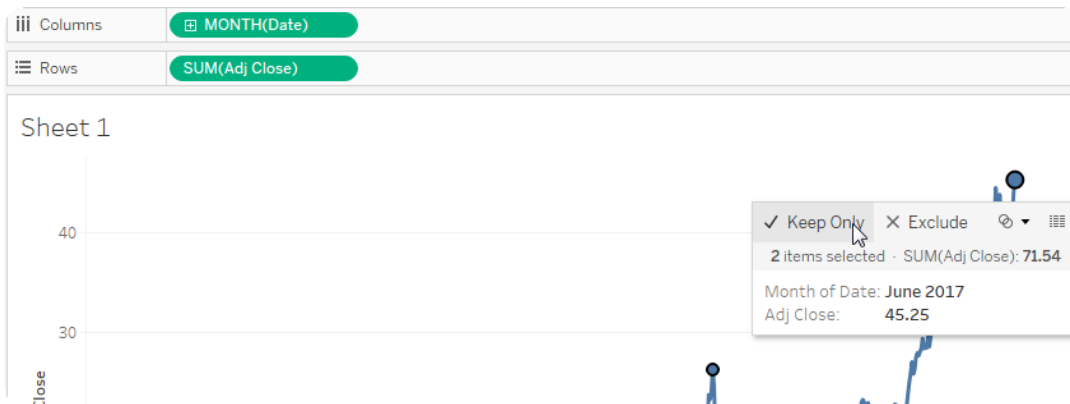 Columns MONTH(Date)
Rows SUM(Adj Close)
Sheet 1
40
Keep Only Exclude
2 items selected · SUM(Adj Close): 71.54
Month of Date: June 2017
Adj Close: 45.25
30
Close